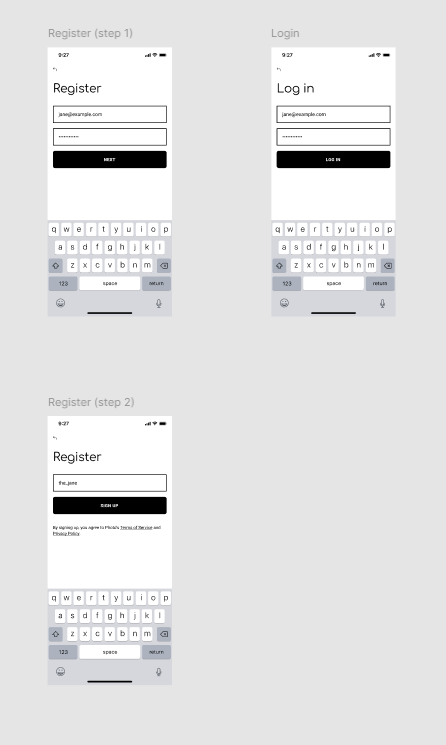 Register (step 1)
Login
9:27
Register
jane@example.com
NEXT
q w e r t y u i o p
a s d f g h j k l
z x c v b n m
123 space return
9:27
Log in
jane@example.com
LOG IN
q w e r t y u i o p
a s d f g h j k l
z x c v b n m
123 space return
Register (step 2)
9:27
Register
the_jane
SIGN UP
By signing up, you agree to Photo's Terms of Service and
Privacy Policy.
q w e r t y u i o p
a s d f g h j k l
z x c v b n m
123 space return